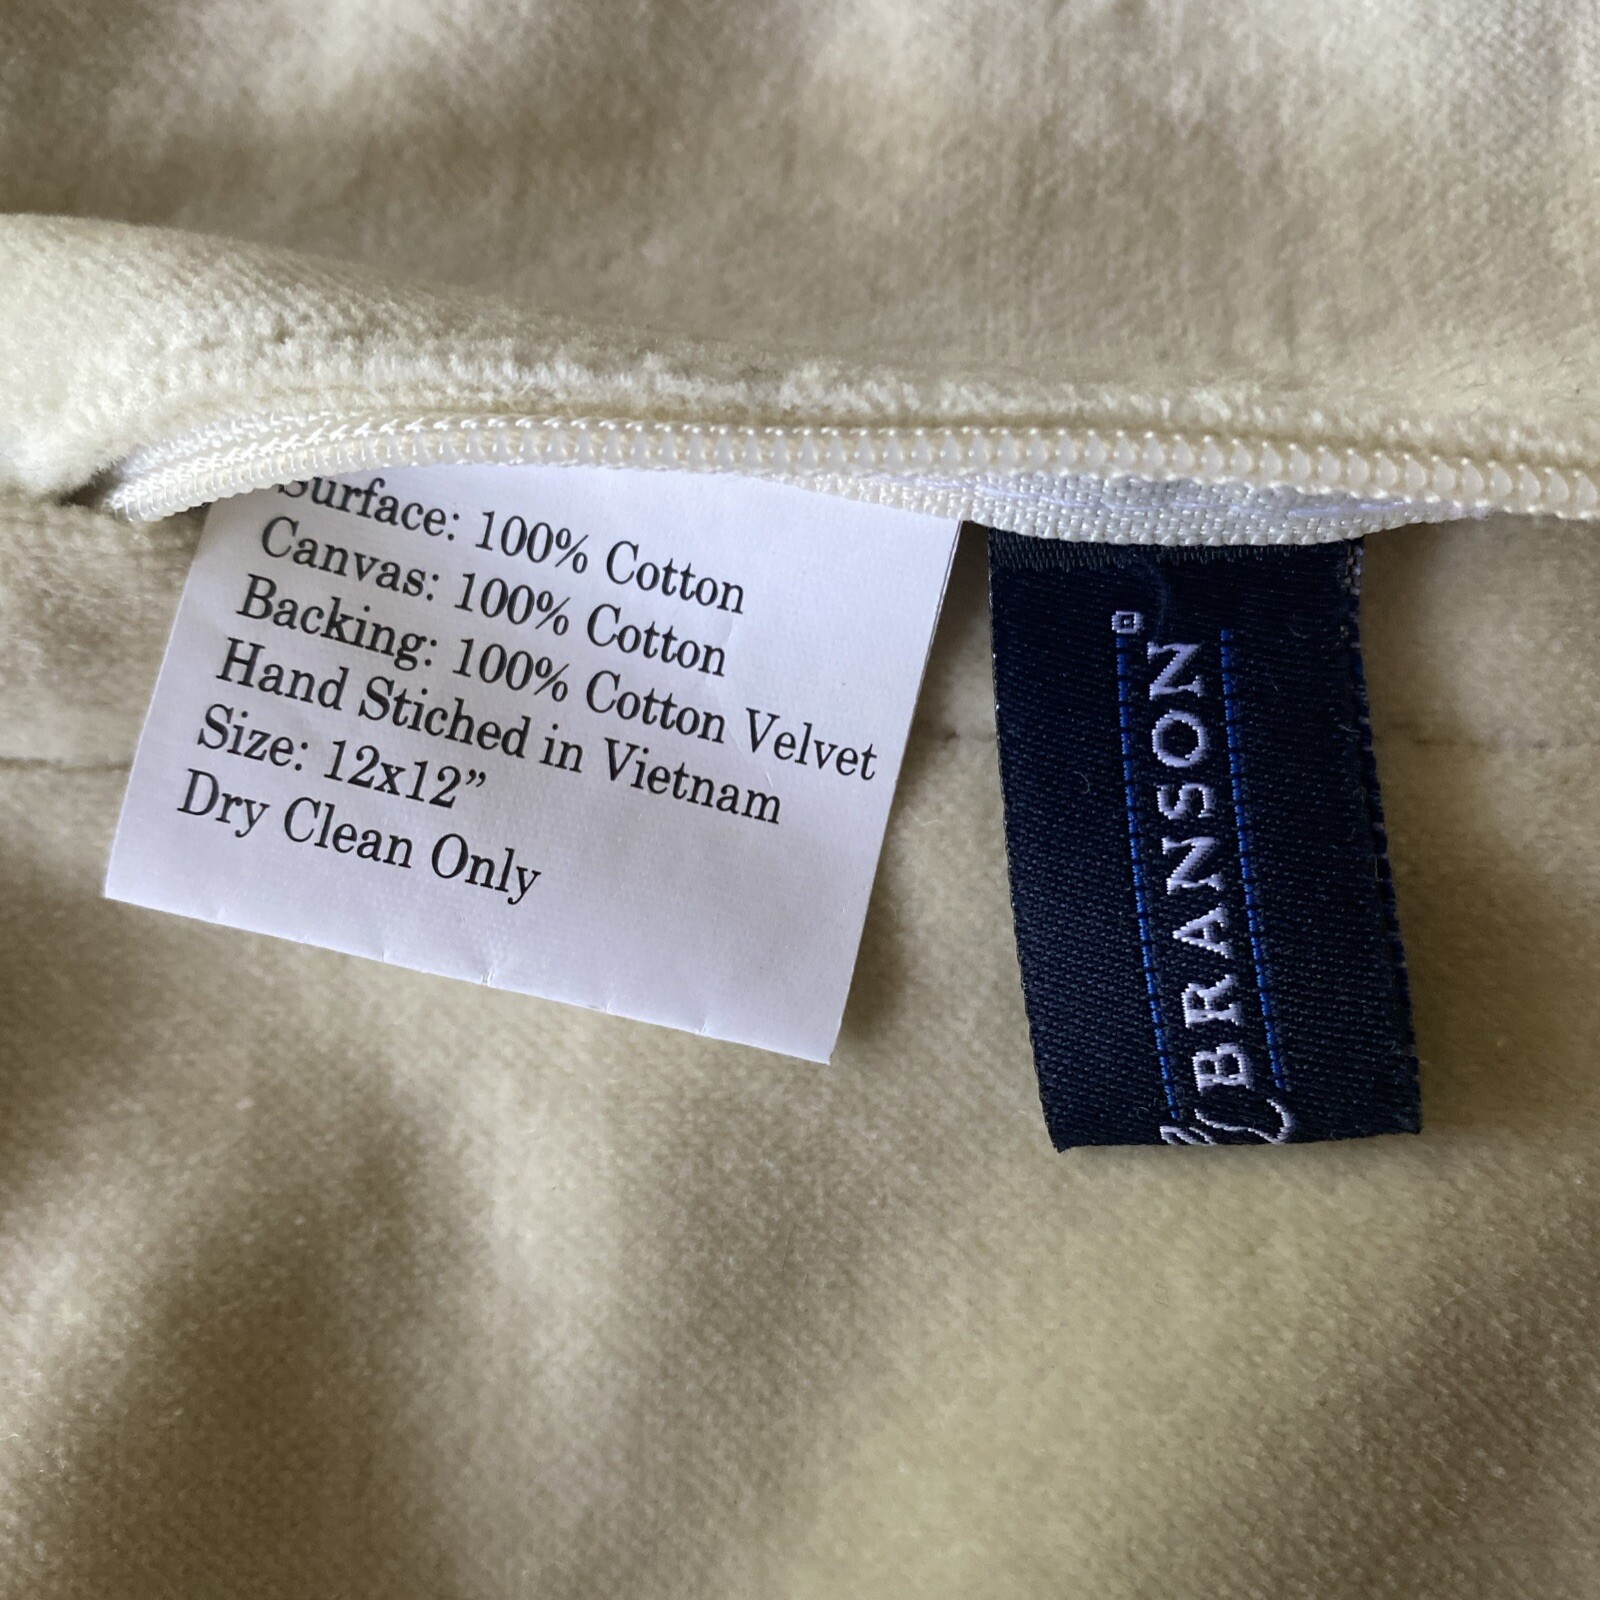 Surface: 100% Cotton
Canvas: 100% Cotton
Backing: 100% Cotton Velvet
Hand Stiched in Vietnam
Size: 12x12”
Dry Clean Only
BRANSON